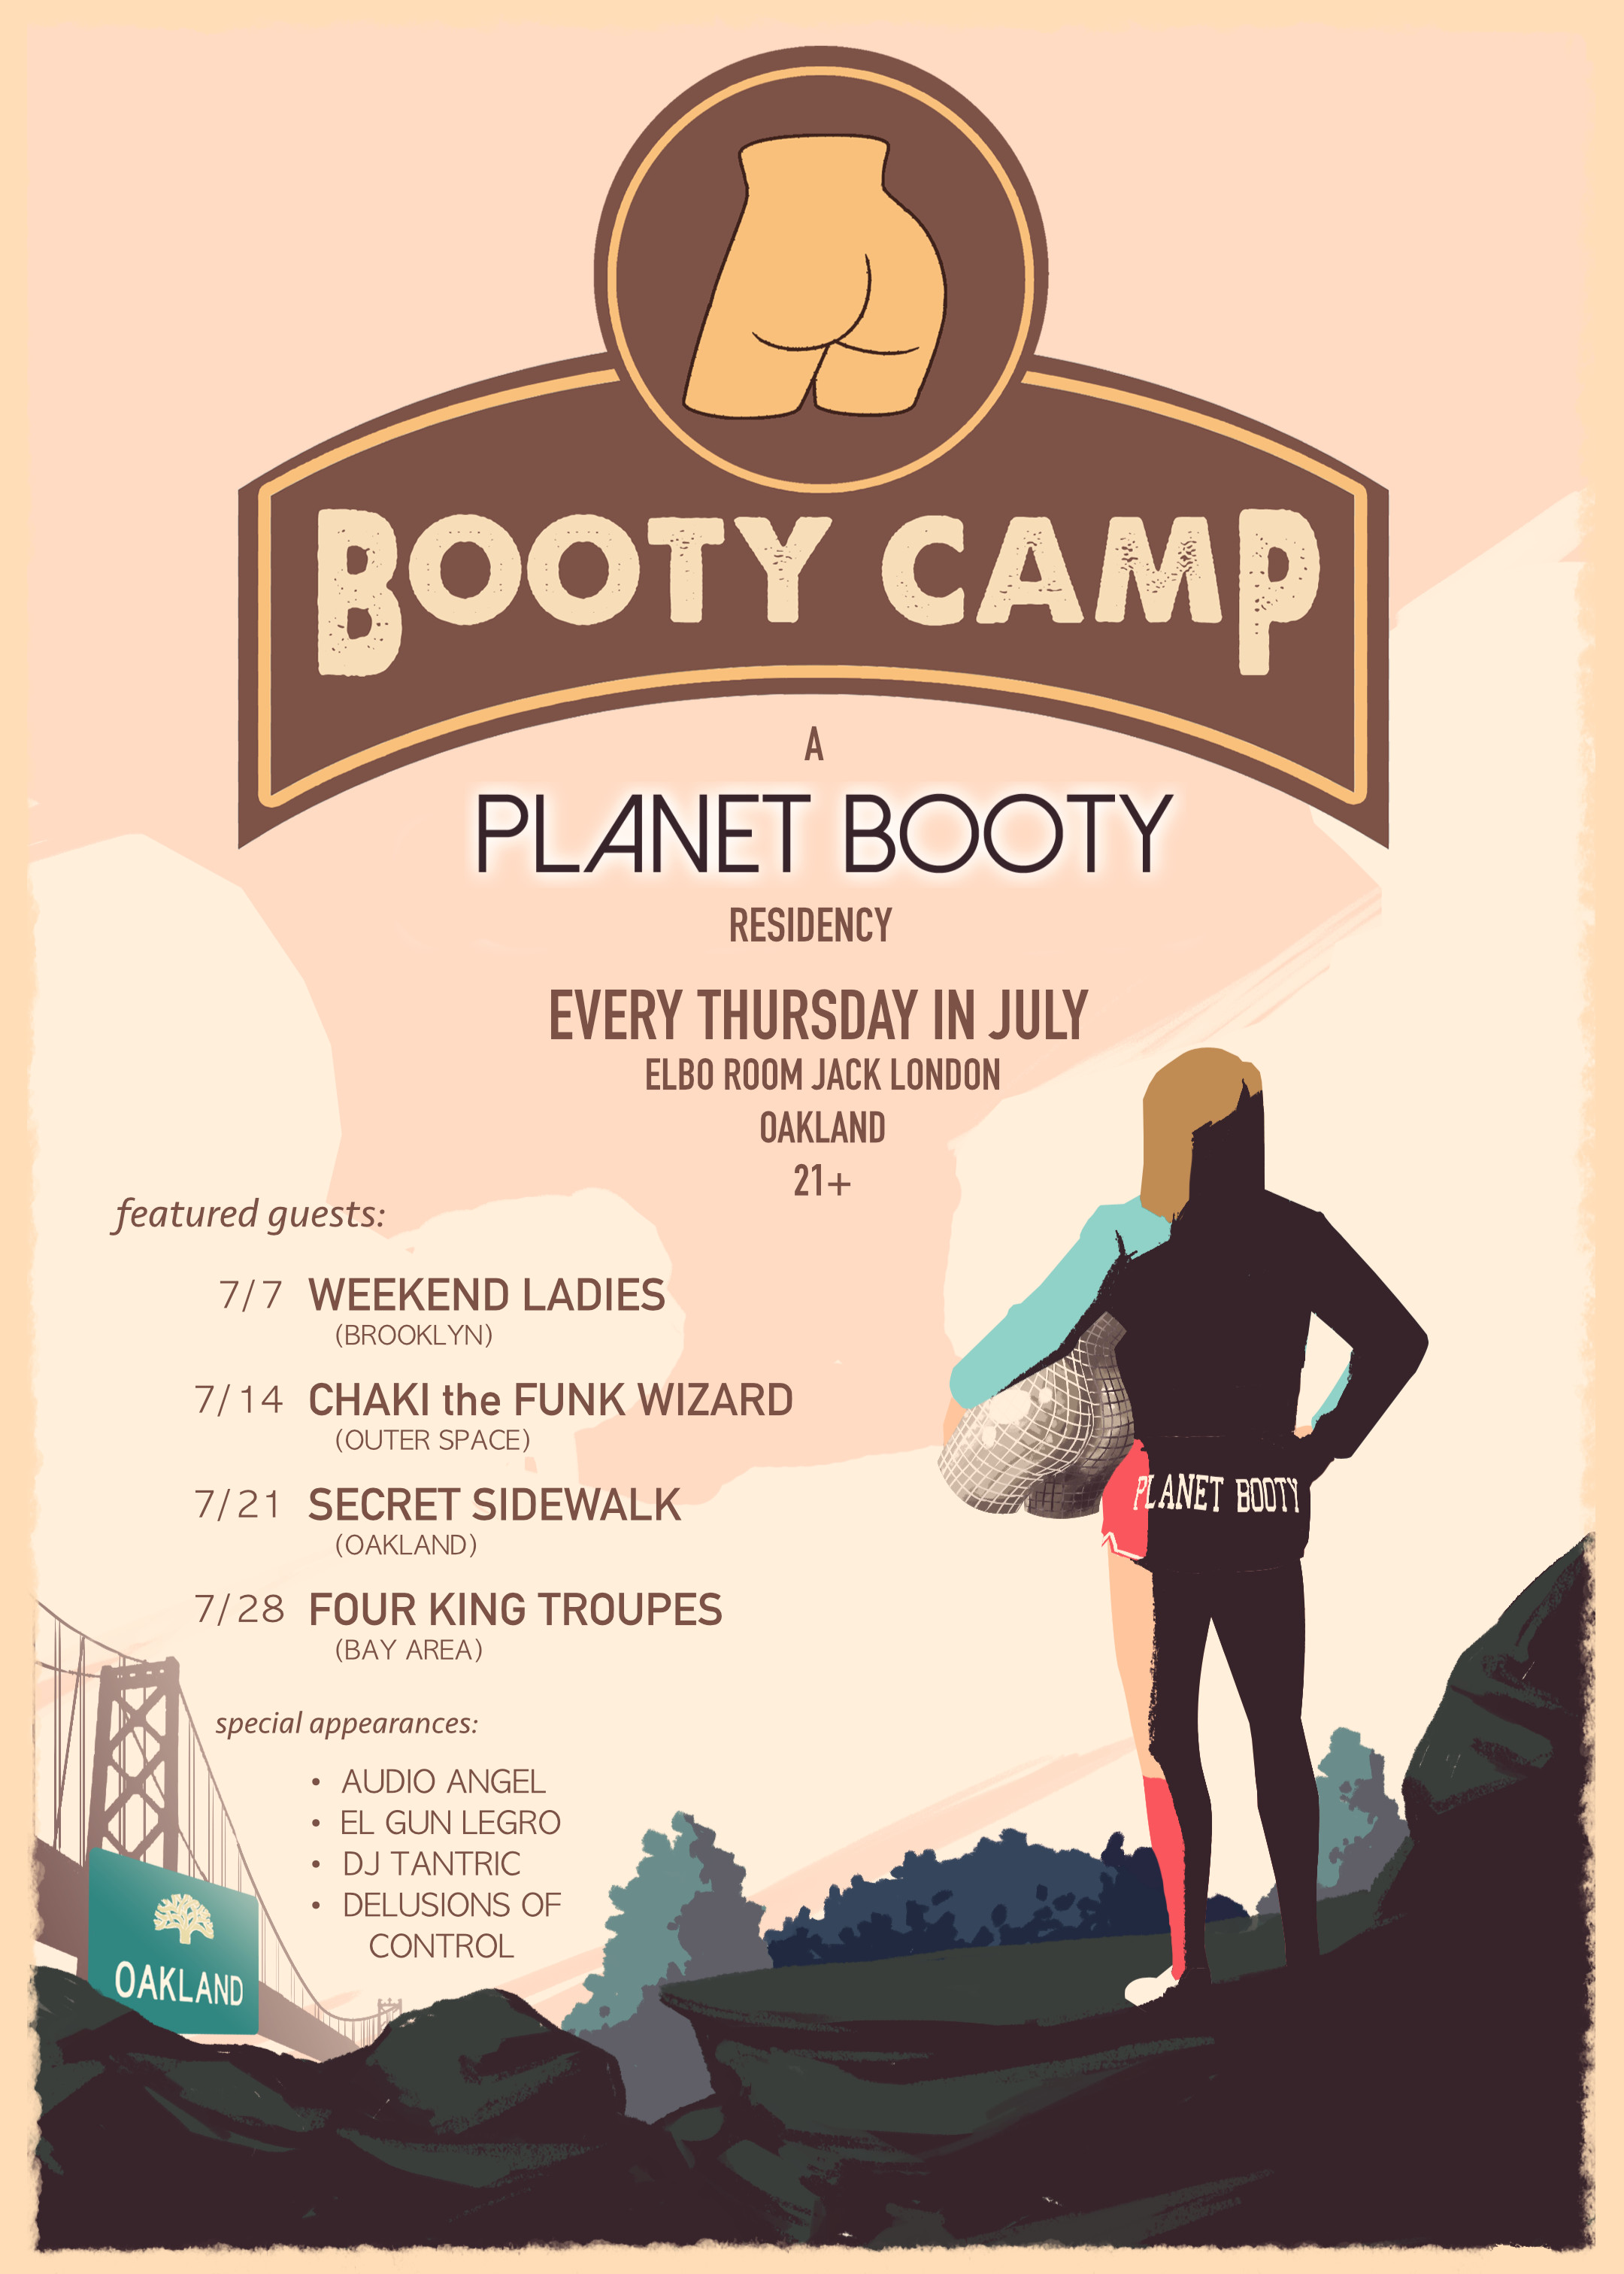 BOOTY CAMP
A
PLANET BOOTY
RESIDENCY
EVERY THURSDAY IN JULY
ELBO ROOM JACK LONDON
OAKLAND
21+
featured guests:
7/7 WEEKEND LADIES
(BROOKLYN)
7/14 CHAKI the FUNK WIZARD
(OUTER SPACE)
7/21 SECRET SIDEWALK
(OAKLAND)
7/28 FOUR KING TROUPES
(BAY AREA)
special appearances:
• AUDIO ANGEL
• EL GUN LEGRO
• DJ TANTRIC
• DELUSIONS OF
CONTROL
PLANET BOOTY
OAKLAND